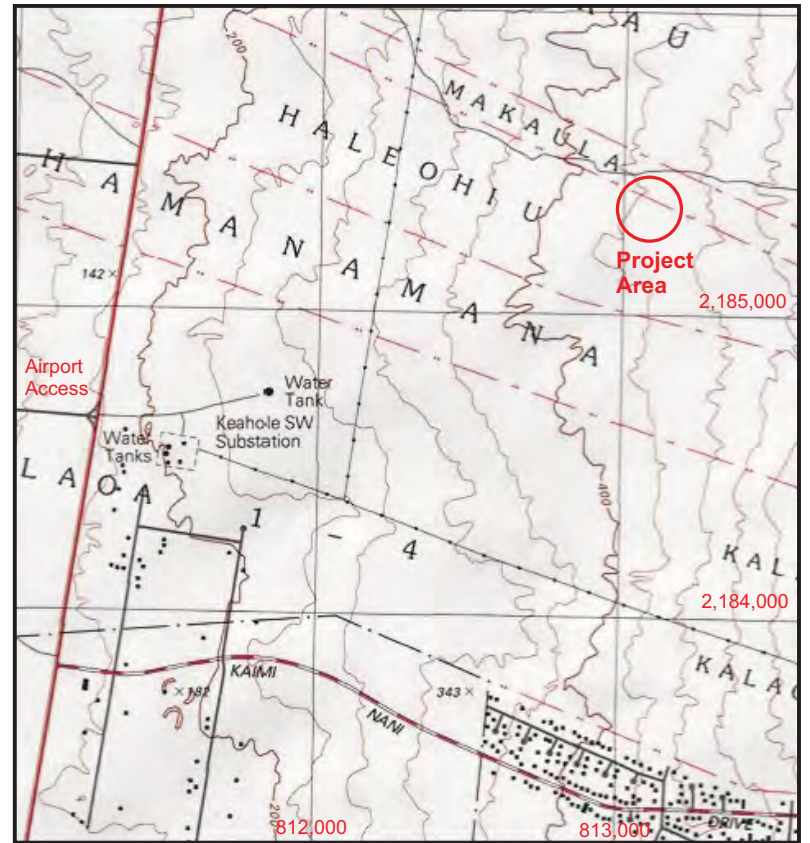 200
A U
MAKAULA
HALEOHIU
HAMANAMANA
Project
Area
142
2,185,000
Airport
Access
Water
Tank
Keahole SW
Substation
Water
Tanks
LAOA
1 - 4
400
KAL
2,184,000
KALAO
KAIMI
NANI
DRIVE
182
343
200
812,000
813,000